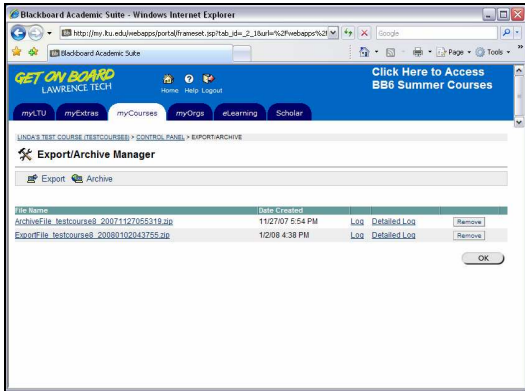 Blackboard Academic Suite - Windows Internet Explorer
http://my.ltu.edu/webapps/portal/frameset.jsp?tab_id=_2_1&url=%2Fwebapps%2f
Google
Blackboard Academic Suite
Page Tools
GET ON BOARD
LAWRENCE TECH
Home Help Logout
Click Here to Access
BB6 Summer Courses
myLTU myExtras myCourses myOrgs eLearning Scholar
LINDA'S TEST COURSE (TESTCOURSE8) > CONTROL PANEL > EXPORT/ARCHIVE
Export/Archive Manager
Export Archive
File Name Date Created
ArchiveFile_testcourse8_20071127055319.zip 11/27/07 5:54 PM Log Detailed Log Remove
ExportFile_testcourse8_20080102043755.zip 1/2/08 4:38 PM Log Detailed Log Remove
OK